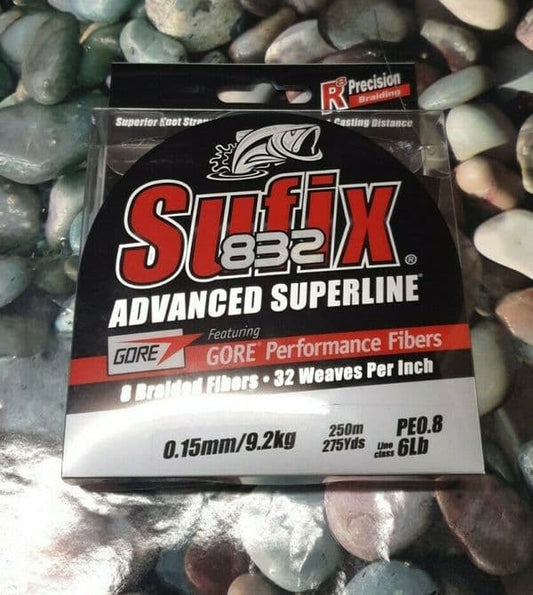 R8 Precision
Braiding
Superior Knot Stren
Casting Distance
Sufix®
832
ADVANCED SUPERLINE®
GORE
Featuring
GORE® Performance Fibers
8 Braided Fibers • 32 Weaves Per Inch
0.15mm/9.2kg
250m
275Yds
PE0.8
Line class 6Lb